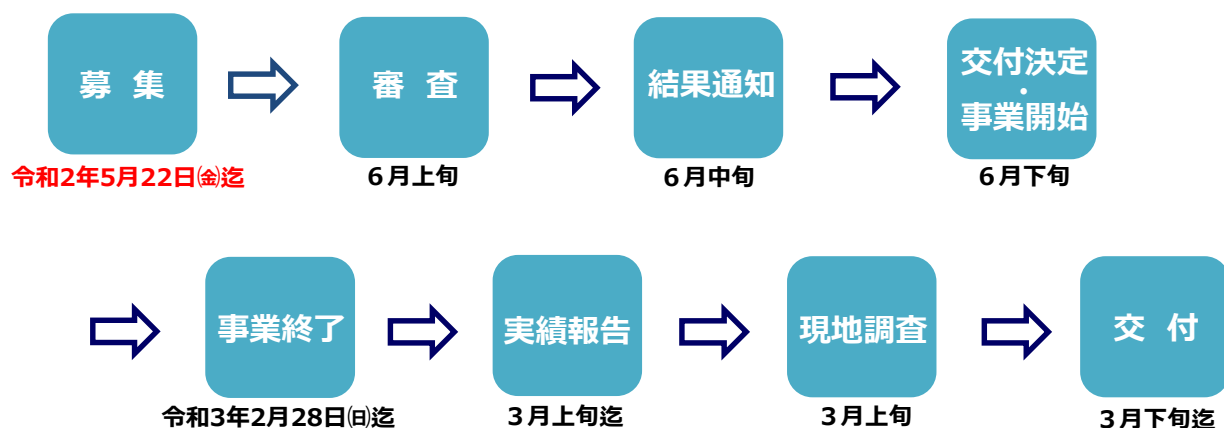 募 集
令和2年5月22日㈮迄
審 査
６月上旬
結果通知
６月中旬
交付決定
・
事業開始
６月下旬
事業終了
令和3年2月28日㈰迄
実績報告
３月上旬迄
現地調査
３月上旬
交 付
３月下旬迄